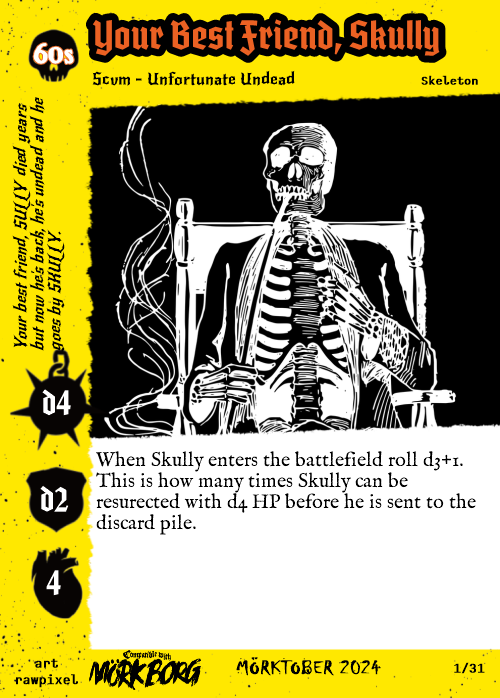 60s
Your Best Friend, Skully
Scvm - Unfortunate Undead
Skeleton
Your best friend, SULLY died years
but now he's back, he's undead and he
goes by SKULLY.
d4
d2
4
When Skully enters the battlefield roll d3+1.
This is how many times Skully can be
resurected with d4 HP before he is sent to the
discard pile.
art
rawpixel
Compatible with
MÖRK BORG
MÖRKTOBER 2024
1/31